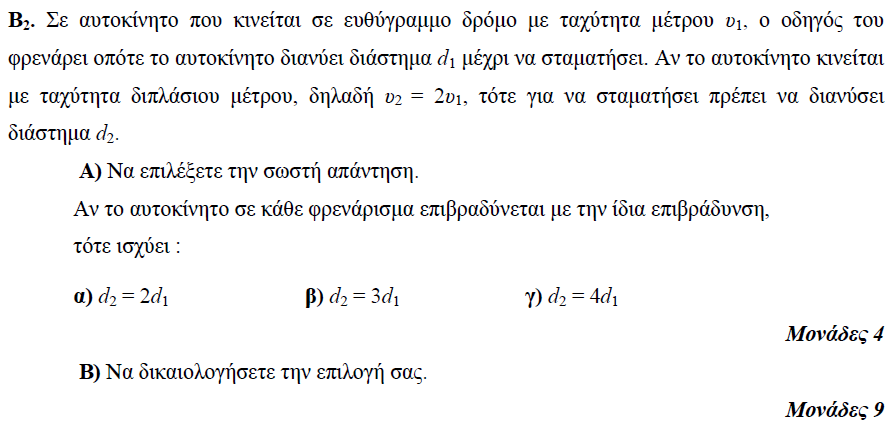 Β₂. Σε αυτοκίνητο που κινείται σε ευθύγραμμο δρόμο με ταχύτητα μέτρου υ₁, ο οδηγός του
φρενάρει οπότε το αυτοκίνητο διανύει διάστημα d₁ μέχρι να σταματήσει. Αν το αυτοκίνητο κινείται
με ταχύτητα διπλάσιου μέτρου, δηλαδή υ₂ = 2υ₁, τότε για να σταματήσει πρέπει να διανύσει
διάστημα d₂.
Α) Να επιλέξετε την σωστή απάντηση.
Αν το αυτοκίνητο σε κάθε φρενάρισμα επιβραδύνεται με την ίδια επιβράδυνση,
τότε ισχύει :
α) d₂ = 2d₁ β) d₂ = 3d₁ γ) d₂ = 4d₁
Μονάδες 4
Β) Να δικαιολογήσετε την επιλογή σας.
Μονάδες 9